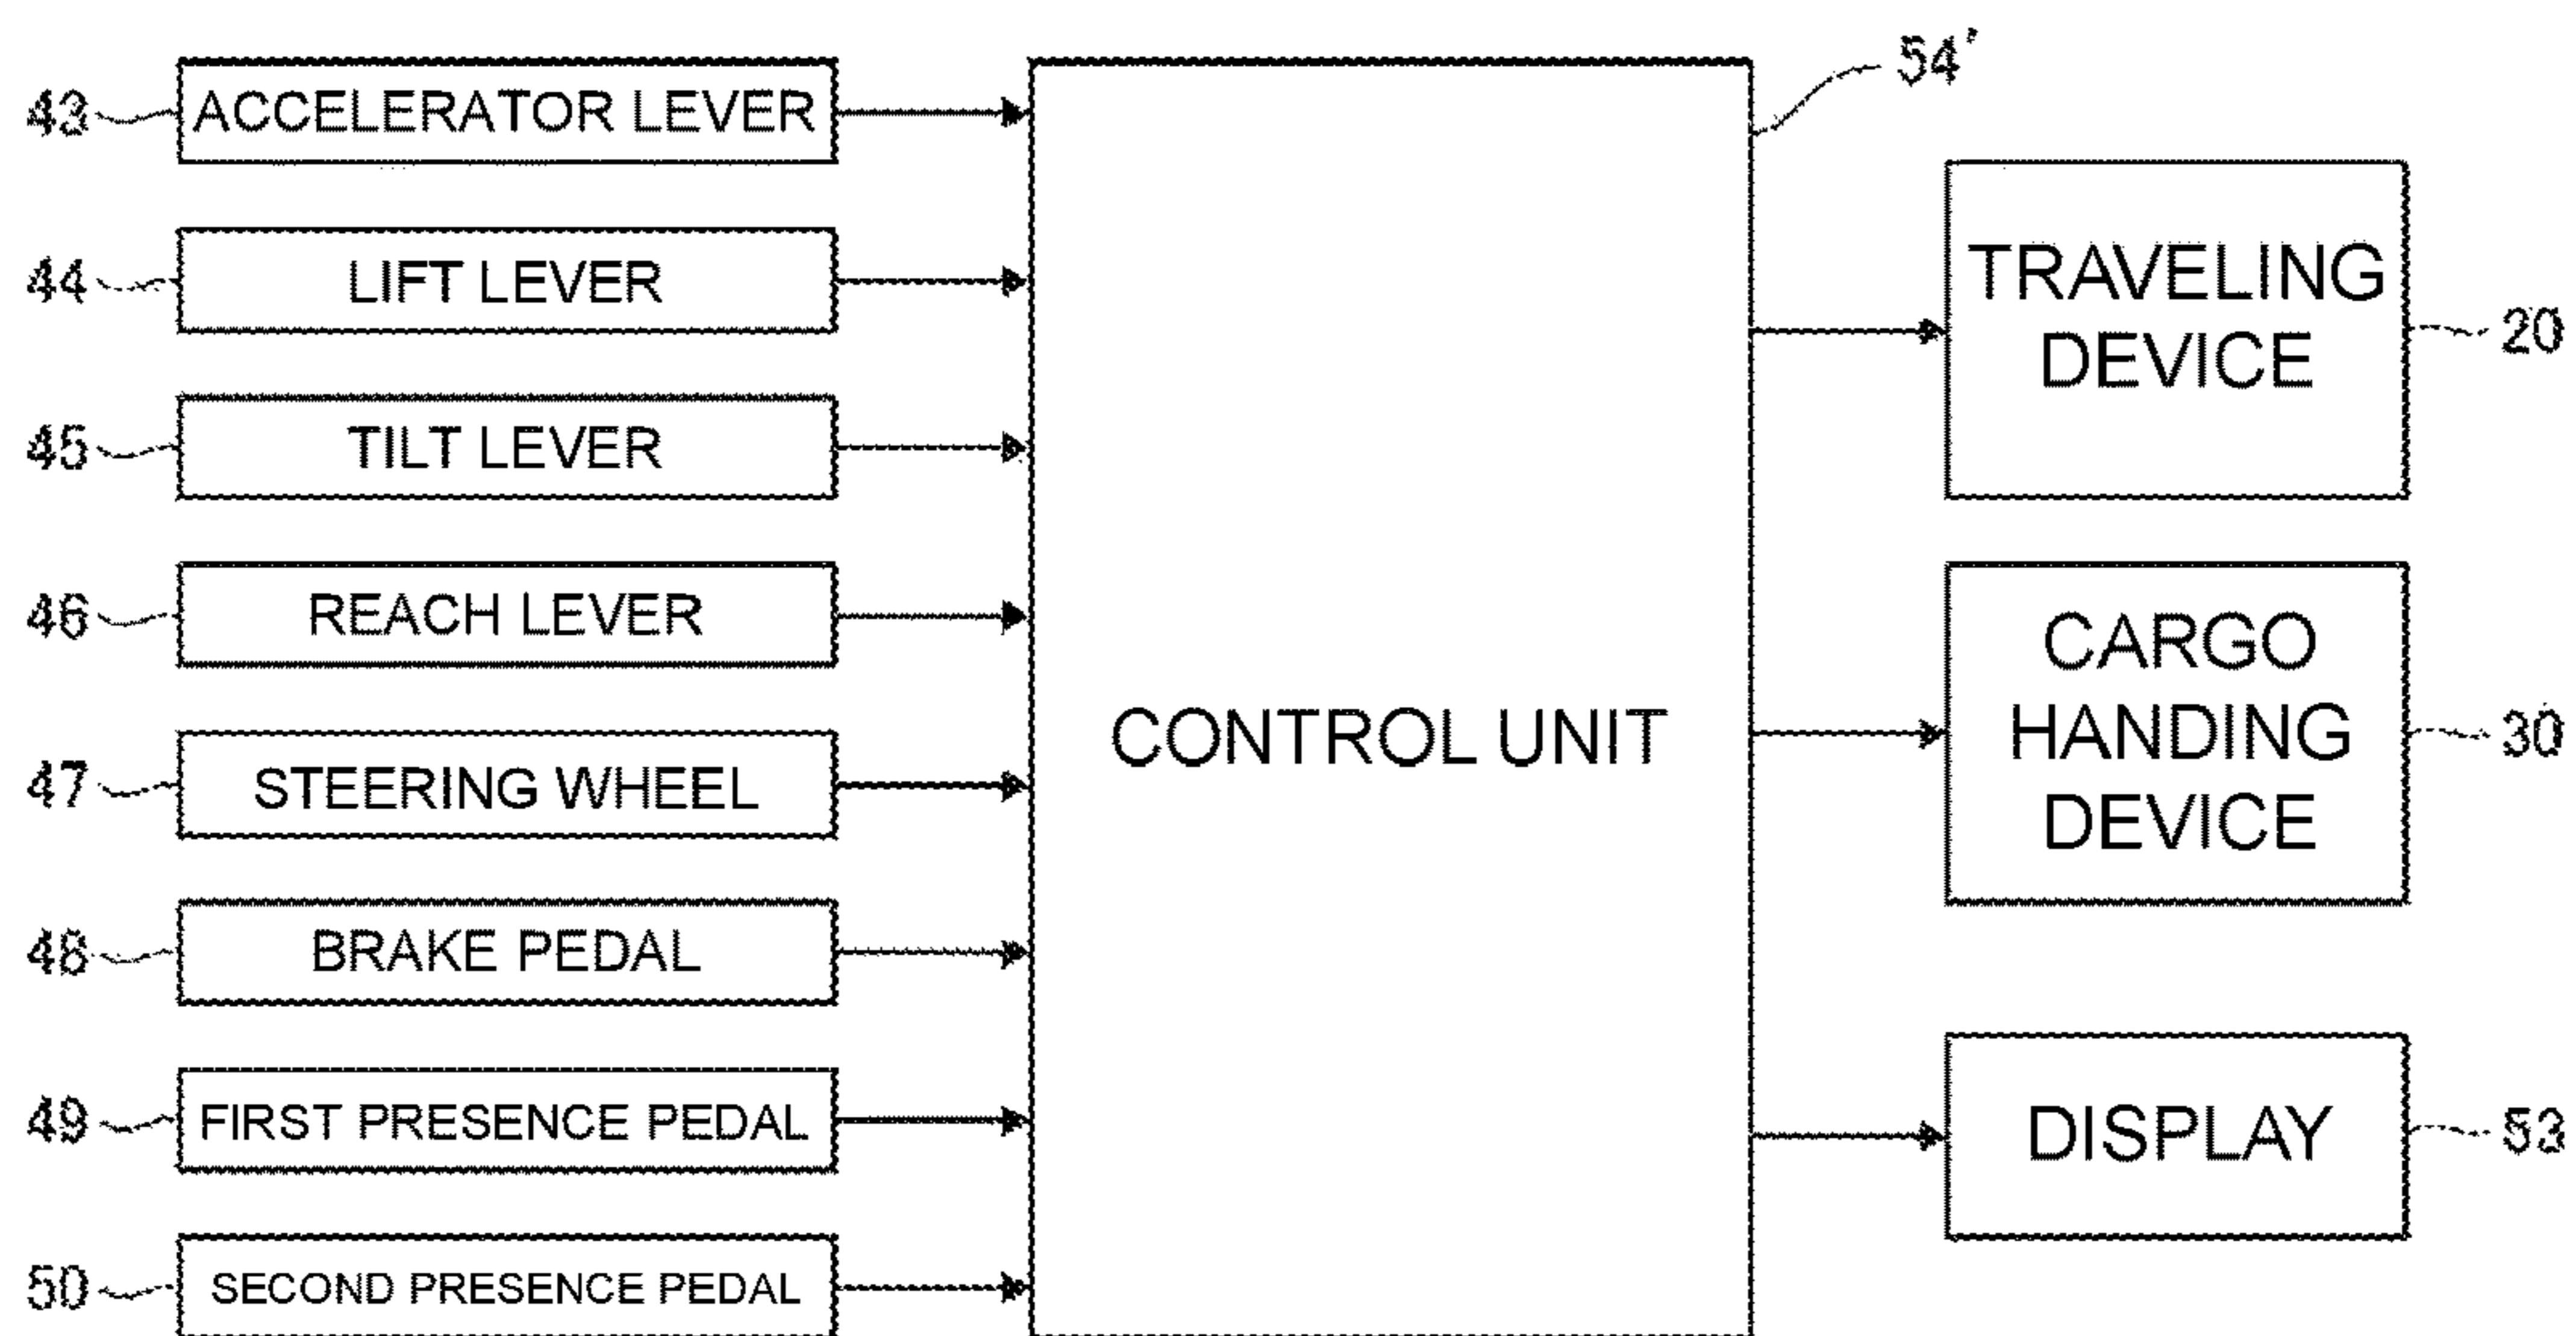 43 ACCELERATOR LEVER
44 LIFT LEVER
45 TILT LEVER
46 REACH LEVER
47 STEERING WHEEL
48 BRAKE PEDAL
49 FIRST PRESENCE PEDAL
50 SECOND PRESENCE PEDAL
CONTROL UNIT
54'
TRAVELING
DEVICE
20
CARGO
HANDING
DEVICE
30
DISPLAY
53